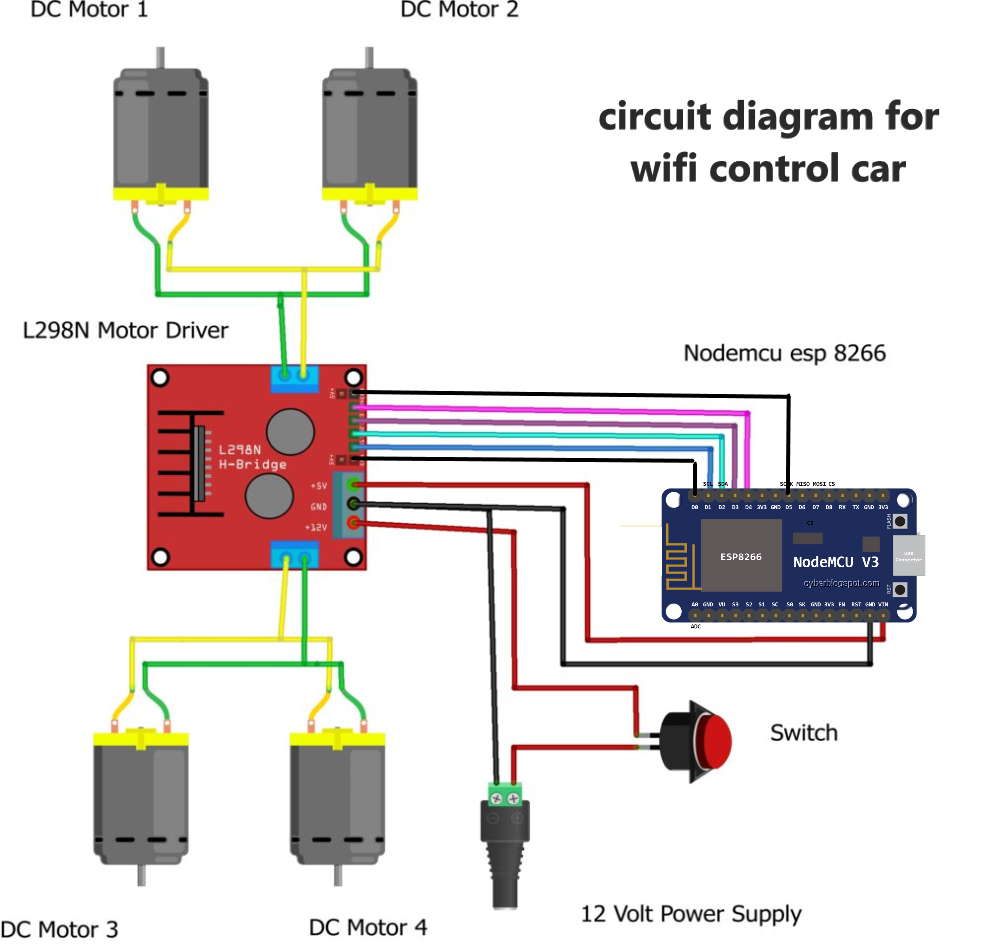 DC Motor 1
DC Motor 2
circuit diagram for
wifi control car
L298N Motor Driver
Nodemcu esp 8266
5V+
L298N
H-Bridge
5V+
+5V
GND
+12V
SCL SDA
MISO MOSI CS
D0 D1 D2 D3 D4 3V3 GND D5 D6 D7 D8 RX TX GND 3V3
FLASH
ESP8266
NodeMCU V3
USB
Connector
cyberblogspot.com
RST
A0 GND VU S3 S2 S1 SC S0 SK GND 3V3 EN RST GND VIN
ADC
Switch
12 Volt Power Supply
DC Motor 3
DC Motor 4